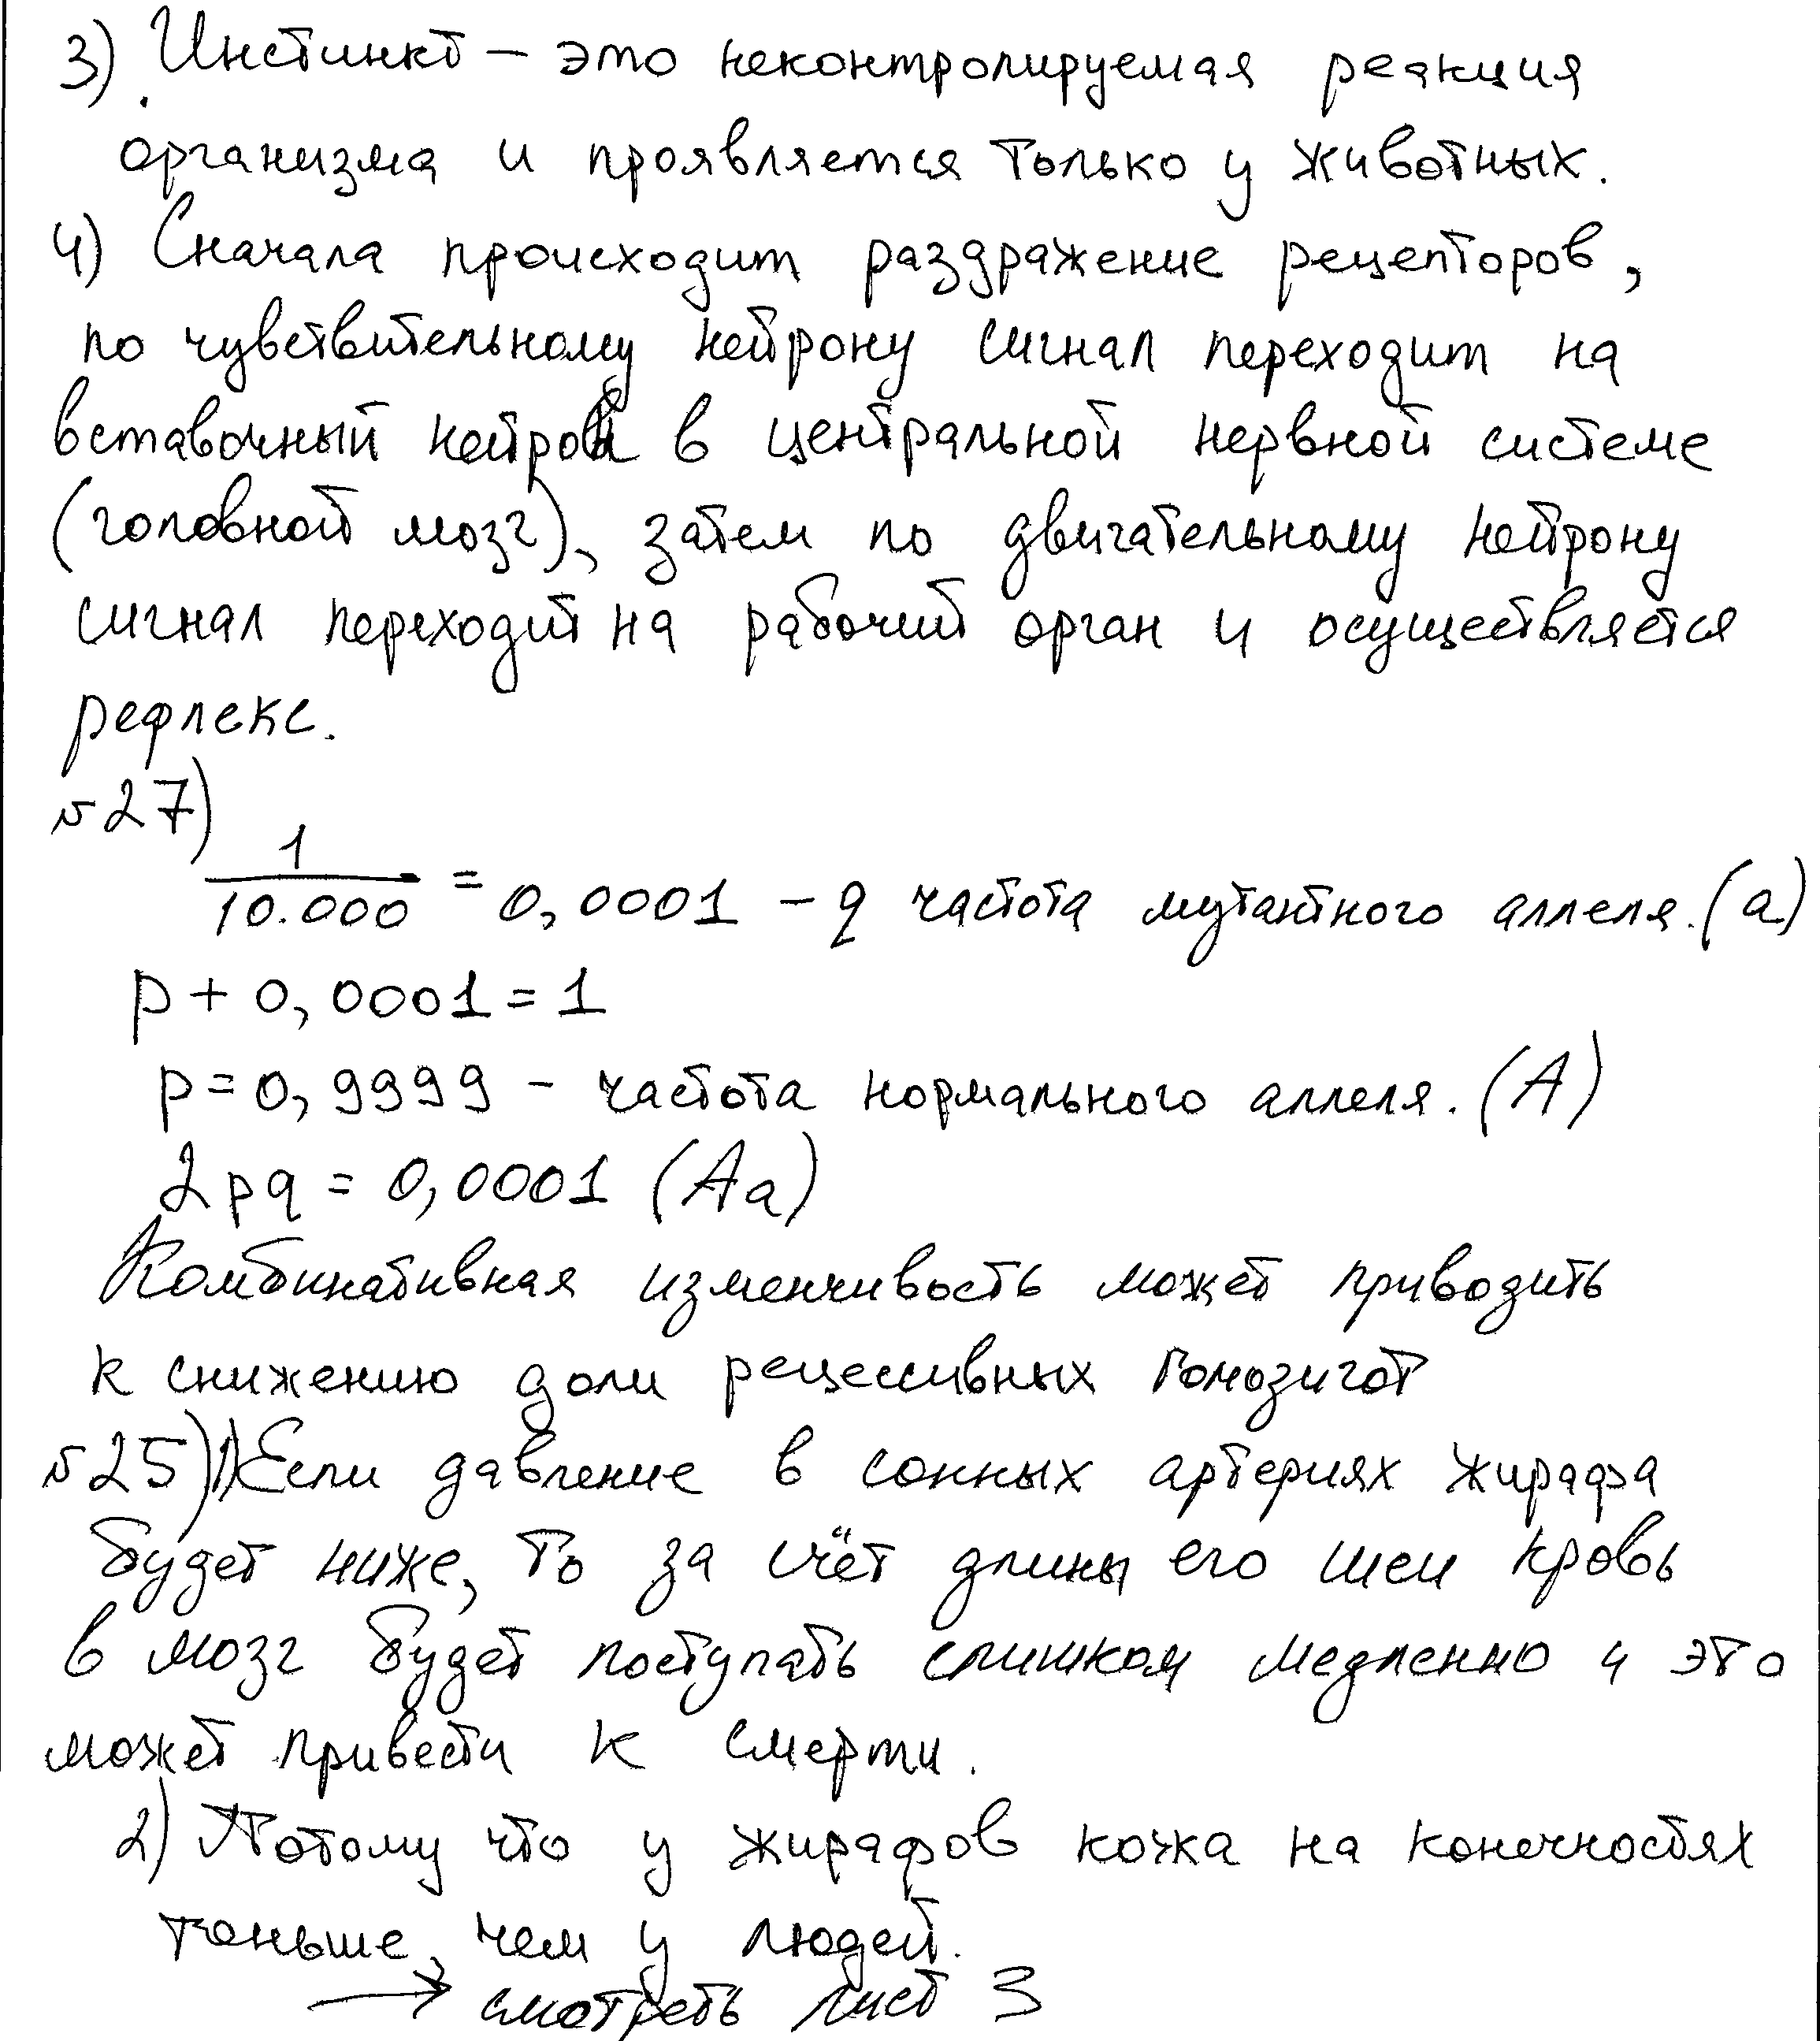 3) Инстинкт – это неконтролируемая реакция
организма и проявляется только у животных.
4) Сначала происходит раздражение рецепторов,
по чувствительному нейрону сигнал переходит на
вставочный нейрон в центральной нервной системе
(головной мозг), затем по двигательному нейрону
сигнал переходит на рабочий орган и осуществляется
рефлекс.
№27)
1/10.000 = 0,0001 – q частота мутантного аллеля. (a)
p + 0,0001 = 1
p = 0,9999 – частота нормального аллеля. (A)
2pq = 0,0001 (Aa)
Комбинативная изменчивость может приводить
к снижению доли рецессивных гомозигот
№25) 1) Если давление в сонных артериях жирафа
будет ниже, то за счёт длины его шеи кровь
в мозг будет поступать слишком медленно и это
может привести к смерти.
2) Потому что у жирафов кожа на конечностях
тоньше, чем у людей.
→ смотреть лист 3